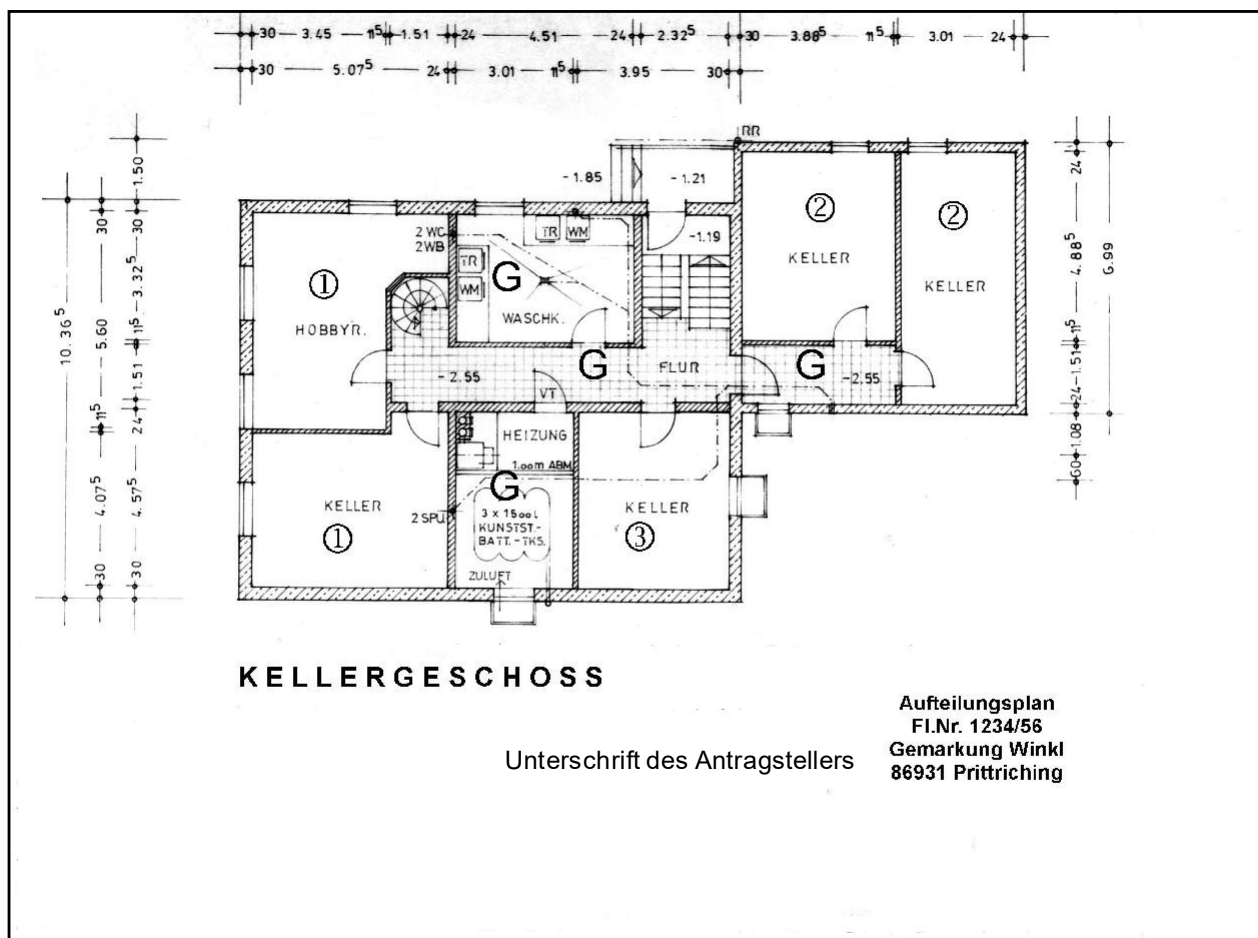 30 3.45 11⁵ 1.51 24 4.51 24 2.32⁵ 30 3.88⁵ 11⁵ 3.01 24
30 5.07⁵ 24 3.01 11⁵ 3.95 30
RR
- 1.85
- 1.21
-1.19
2 WC
2WB
TR
WM
TR
WM
G
WASCHK.
①
HOBBYR.
②
KELLER
②
KELLER
- 2.55
G
FLUR
G
-2.55
VT
HEIZUNG
1.00m ABM
G
KELLER
①
2 SPÜ
3 x 1500 l
KUNSTST.-
BATT.-TKS.
ZULUFT
KELLER
③
10.36⁵
30 5.60 11⁵ 4.07⁵ 30
1.50 30 3.32⁵ 11⁵ 1.51 24 4.57⁵ 30
24 4.88⁵ 11⁵ 1.51 24 1.08 60
6.99
KELLERGESCHOSS
Unterschrift des Antragstellers
Aufteilungsplan
Fl.Nr. 1234/56
Gemarkung Winkl
86931 Prittriching